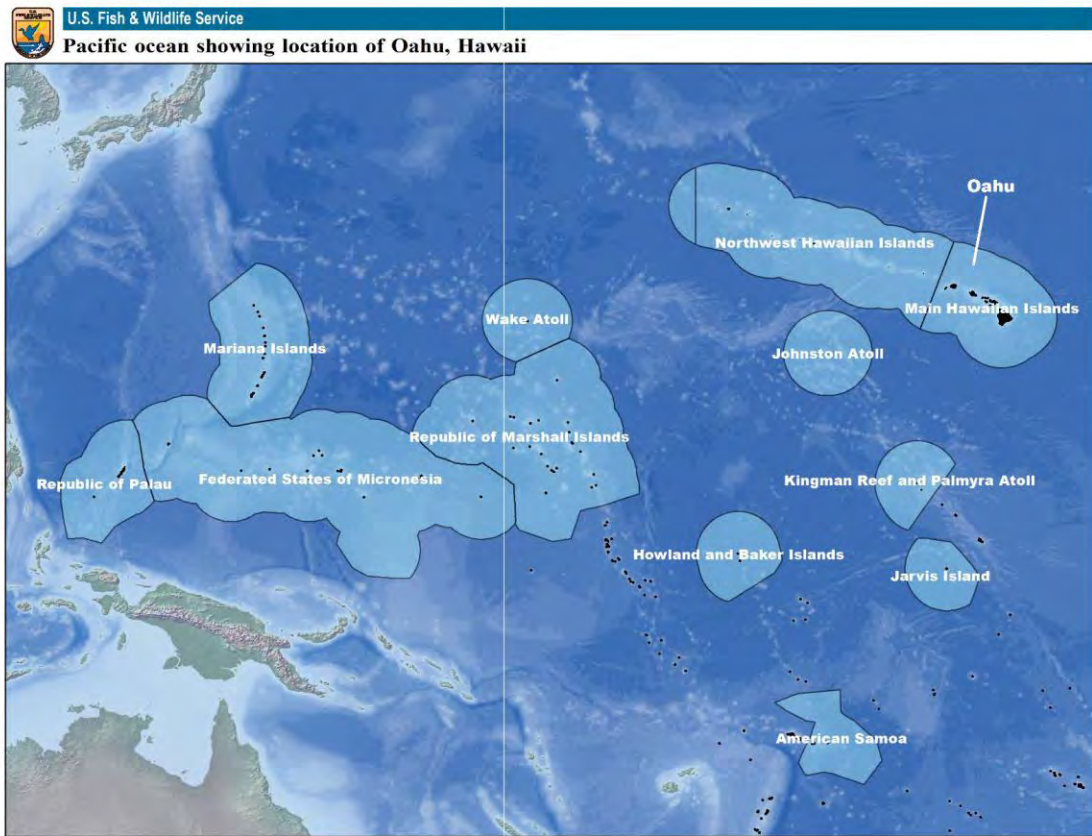 U.S. Fish & Wildlife Service
Pacific ocean showing location of Oahu, Hawaii
Oahu
Northwest Hawaiian Islands
Main Hawaiian Islands
Wake Atoll
Mariana Islands
Johnston Atoll
Republic of Marshall Islands
Republic of Palau
Federated States of Micronesia
Kingman Reef and Palmyra Atoll
Howland and Baker Islands
Jarvis Island
American Samoa